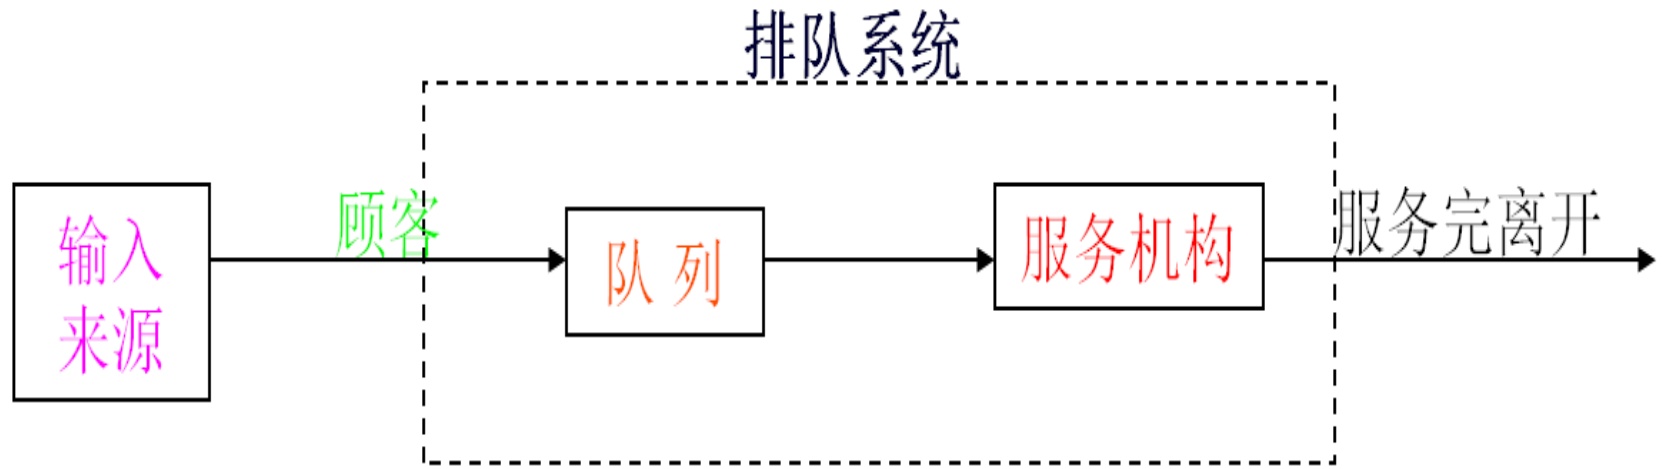 排队系统
输入
来源
顾客
队列
服务机构
服务完离开